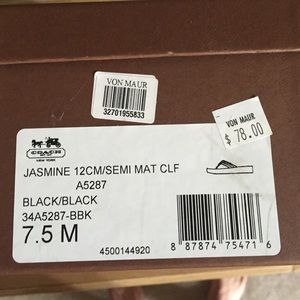 VON MAUR
32701955833
VON MAUR
$ 78.00
COACH
NEW YORK
JASMINE 12CM/SEMI MAT CLF
A5287
BLACK/BLACK
34A5287-BBK
7.5 M
4500144920
8 87874 75471 6